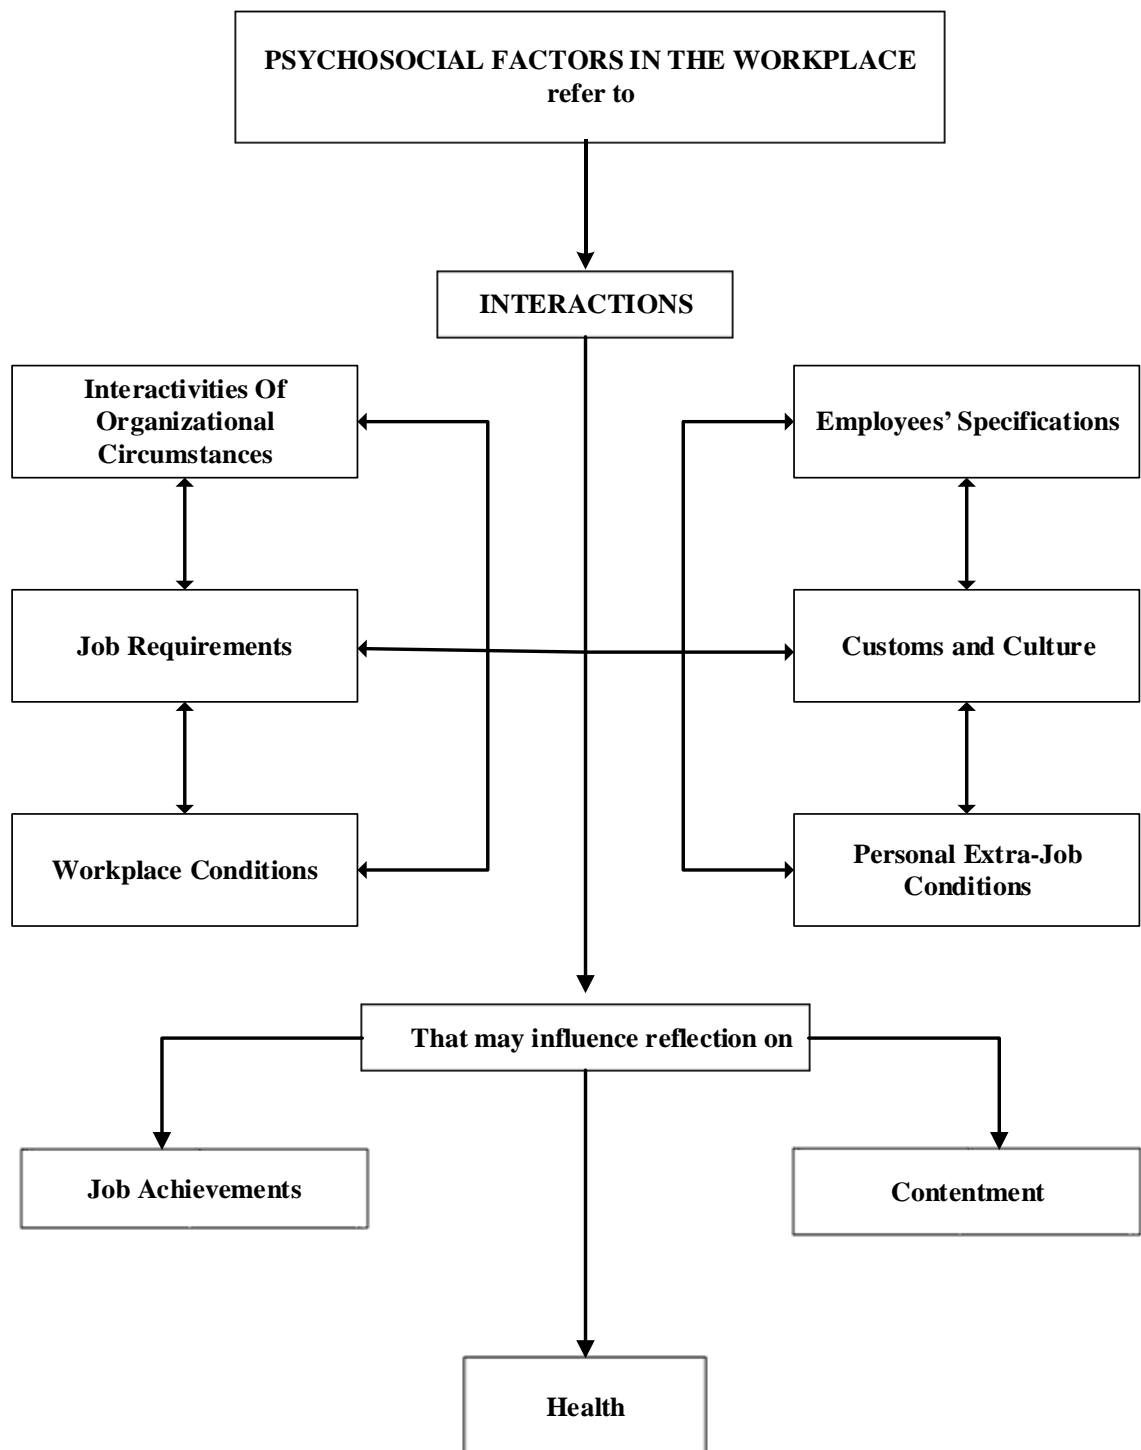 PSYCHOSOCIAL FACTORS IN THE WORKPLACE
refer to
INTERACTIONS
Interactivities Of
Organizational
Circumstances
Employees’ Specifications
Job Requirements
Customs and Culture
Workplace Conditions
Personal Extra-Job
Conditions
That may influence reflection on
Job Achievements
Contentment
Health